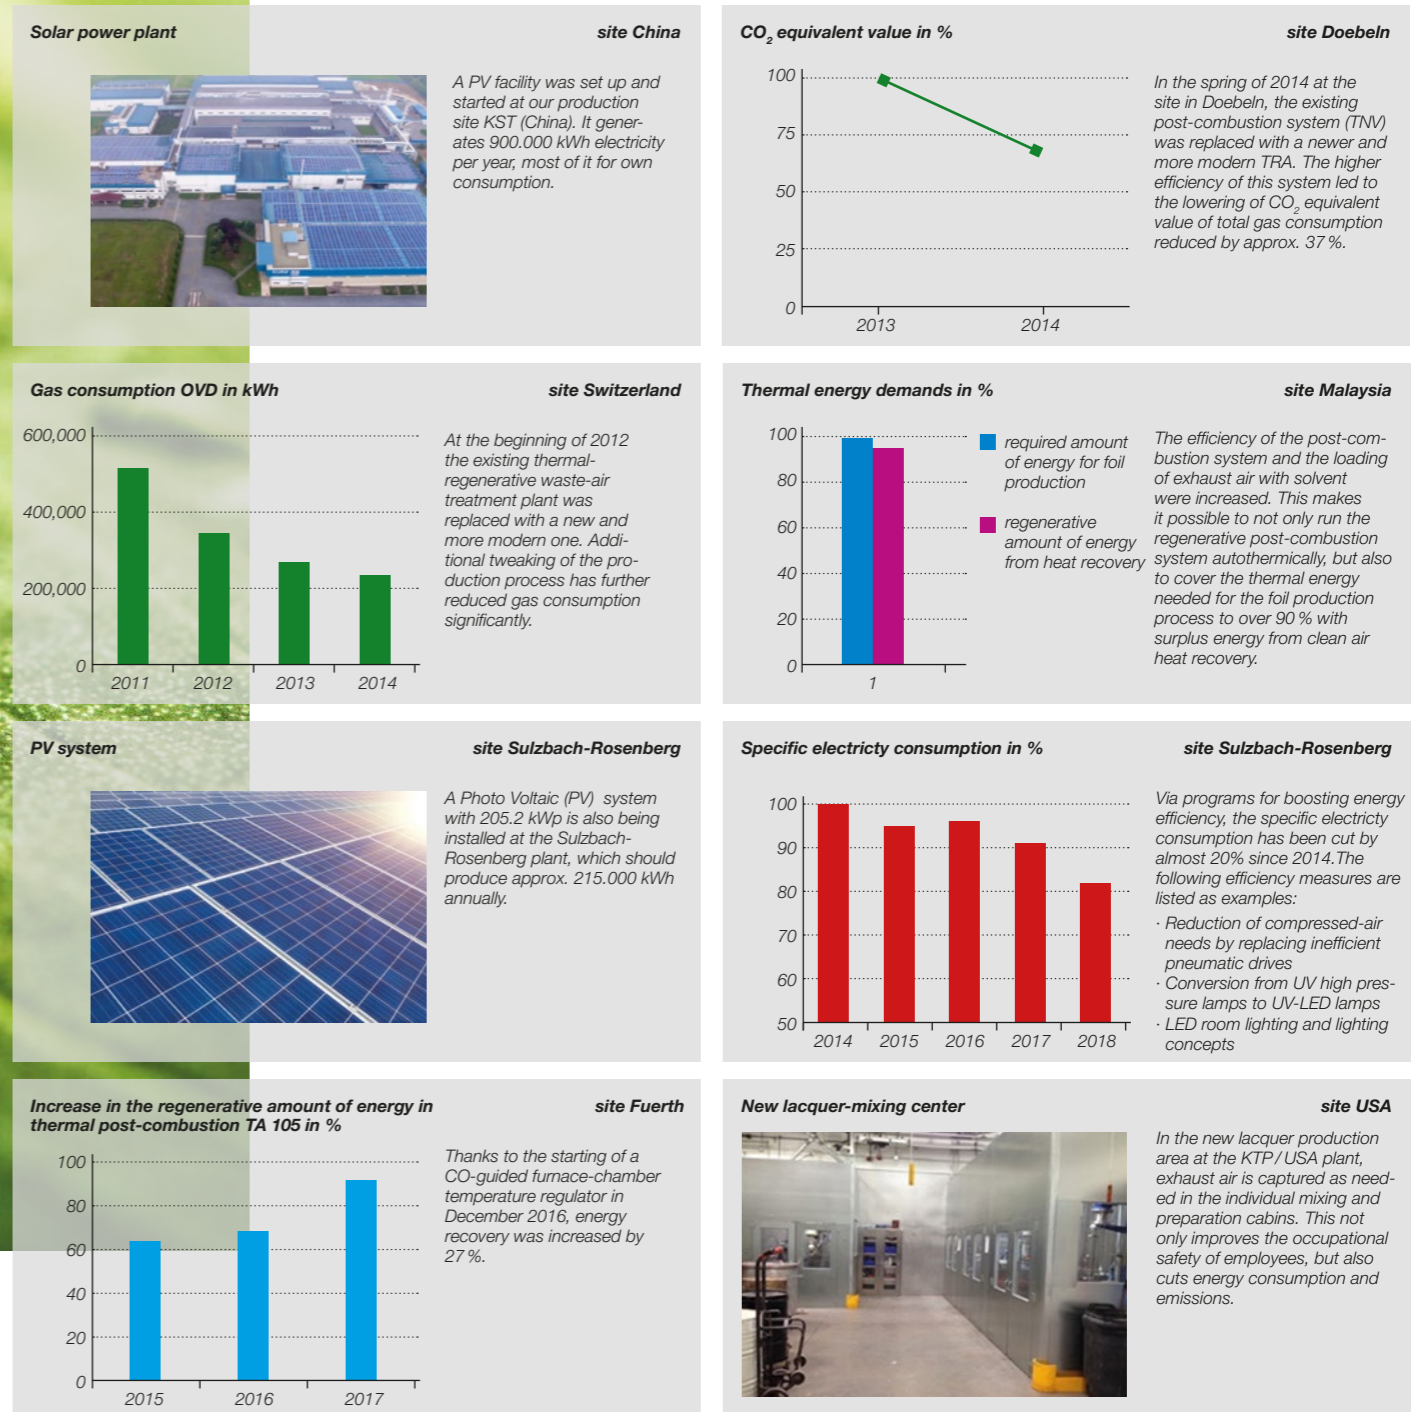 Solar power plant
site China
A PV facility was set up and
started at our production
site KST (China). It gener-
ates 900.000 kWh electricity
per year, most of it for own
consumption.
CO2 equivalent value in %
site Doebeln
100
75
50
25
0
2013
2014
In the spring of 2014 at the
site in Doebeln, the existing
post-combustion system (TNV)
was replaced with a newer and
more modern TRA. The higher
efficiency of this system led to
the lowering of CO2 equivalent
value of total gas consumption
reduced by approx. 37 %.
Gas consumption OVD in kWh
site Switzerland
600,000
400,000
200,000
0
2011
2012
2013
2014
At the beginning of 2012
the existing thermal-
regenerative waste-air
treatment plant was
replaced with a new and
more modern one. Addi-
tional tweaking of the pro-
duction process has further
reduced gas consumption
significantly.
Thermal energy demands in %
site Malaysia
100
80
60
40
20
0
1
required amount
of energy for foil
production
regenerative
amount of energy
from heat recovery
The efficiency of the post-com-
bustion system and the loading
of exhaust air with solvent
were increased. This makes
it possible to not only run the
regenerative post-combustion
system autothermically, but also
to cover the thermal energy
needed for the foil production
process to over 90 % with
surplus energy from clean air
heat recovery.
PV system
site Sulzbach-Rosenberg
A Photo Voltaic (PV) system
with 205.2 kWp is also being
installed at the Sulzbach-
Rosenberg plant, which should
produce approx. 215.000 kWh
annually.
Specific electricty consumption in %
site Sulzbach-Rosenberg
100
90
80
70
60
50
2014
2015
2016
2017
2018
Via programs for boosting energy
efficiency, the specific electricty
consumption has been cut by
almost 20% since 2014.The
following efficiency measures are
listed as examples:
· Reduction of compressed-air
needs by replacing inefficient
pneumatic drives
· Conversion from UV high pres-
sure lamps to UV-LED lamps
· LED room lighting and lighting
concepts
Increase in the regenerative amount of energy in
thermal post-combustion TA 105 in %
site Fuerth
100
80
60
40
20
0
2015
2016
2017
Thanks to the starting of a
CO-guided furnace-chamber
temperature regulator in
December 2016, energy
recovery was increased by
27 %.
New lacquer-mixing center
site USA
In the new lacquer production
area at the KTP / USA plant,
exhaust air is captured as need-
ed in the individual mixing and
preparation cabins. This not
only improves the occupational
safety of employees, but also
cuts energy consumption and
emissions.